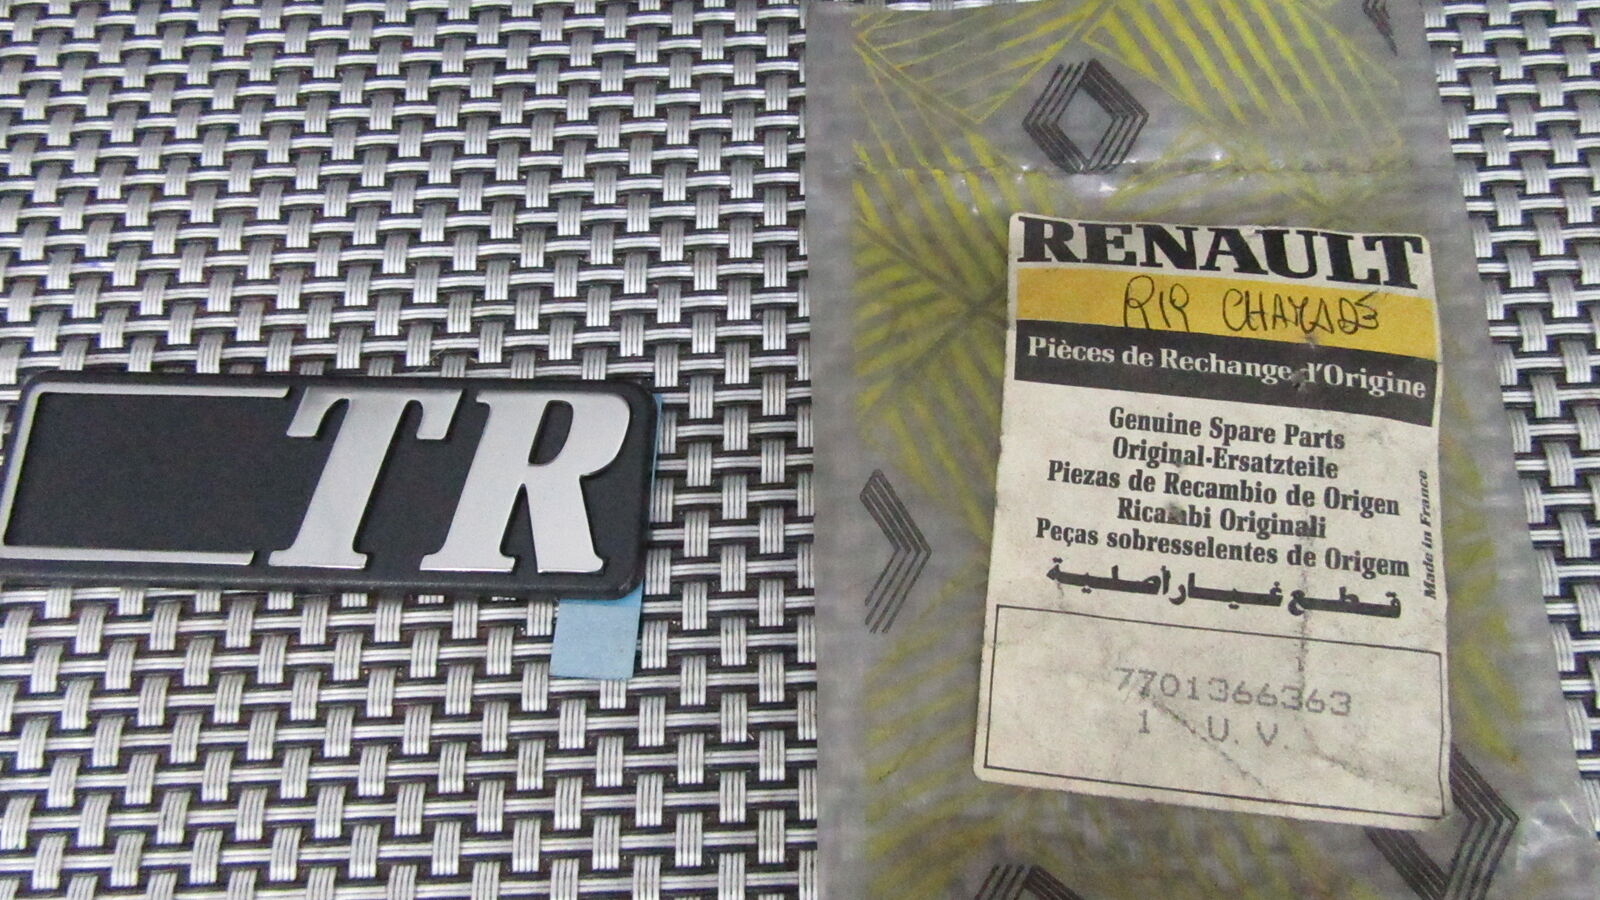 TR
RENAULT
R19 CHAMADE
Pièces de Rechange d'Origine
Genuine Spare Parts
Original-Ersatzteile
Piezas de Recambio de Origen
Ricambi Originali
Peças sobresselentes de Origem
قطع غيار أصلية
Made in France
7701366363
1 U.V.